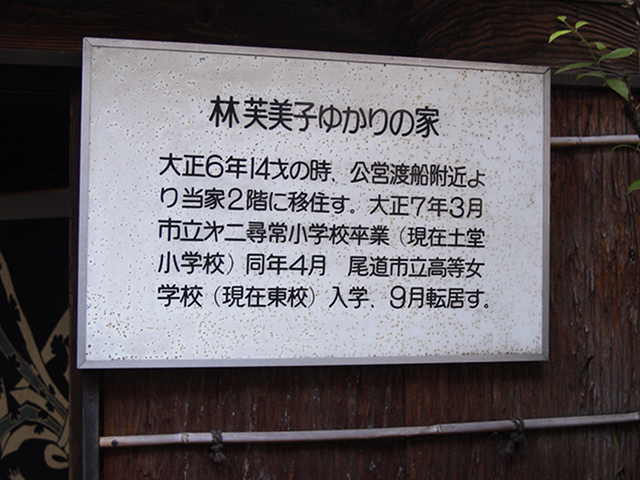 林芙美子ゆかりの家
大正6年14才の時、公営渡船附近よ
り当家2階に移住す。大正7年3月
市立㐧二尋常小学校卒業（現在土堂
小学校）同年4月　尾道市立高等女
学校（現在東校）入学、9月転居す。